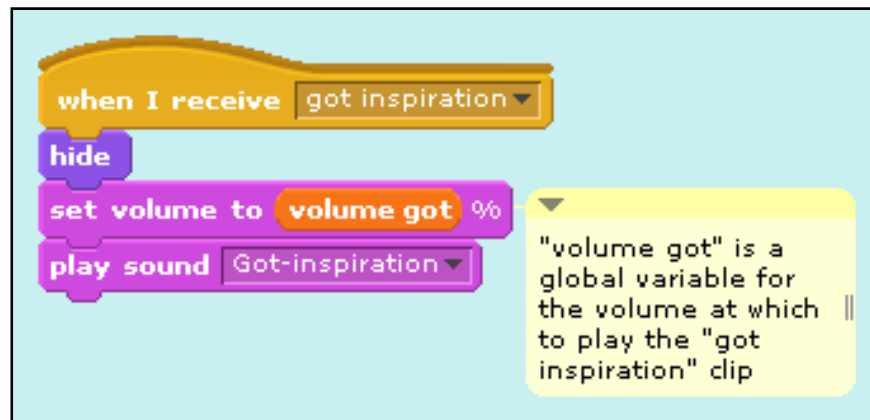 when I receive got inspiration
hide
set volume to volume got %
play sound Got-inspiration
"volume got" is a
global variable for
the volume at which
to play the "got
inspiration" clip